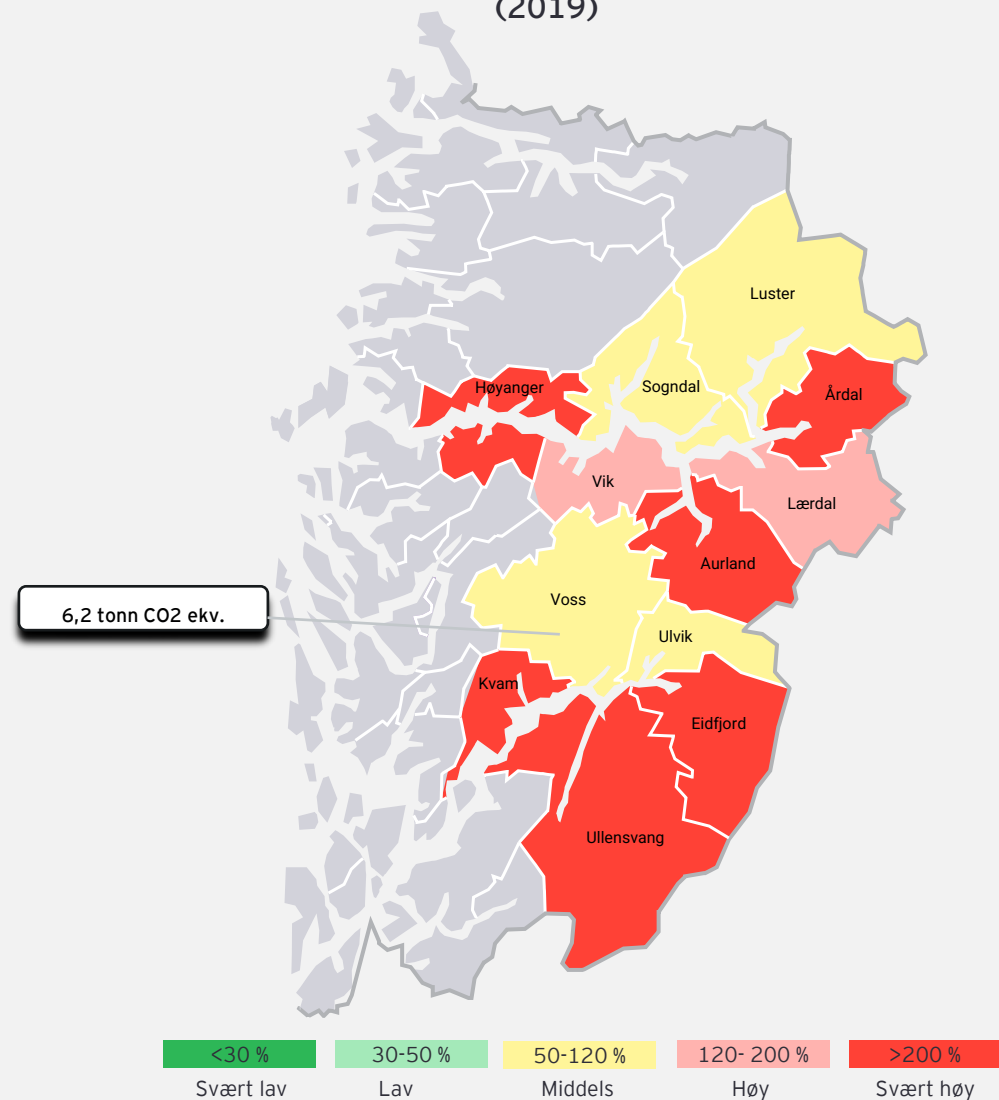 (2019)
Luster
Høyanger
Sogndal
Årdal
Vik
Lærdal
Aurland
Voss
6,2 tonn CO2 ekv.
Ulvik
Kvam
Eidfjord
Ullensvang
<30 %
30-50 %
50-120 %
120- 200 %
>200 %
Svært lav
Lav
Middels
Høy
Svært høy